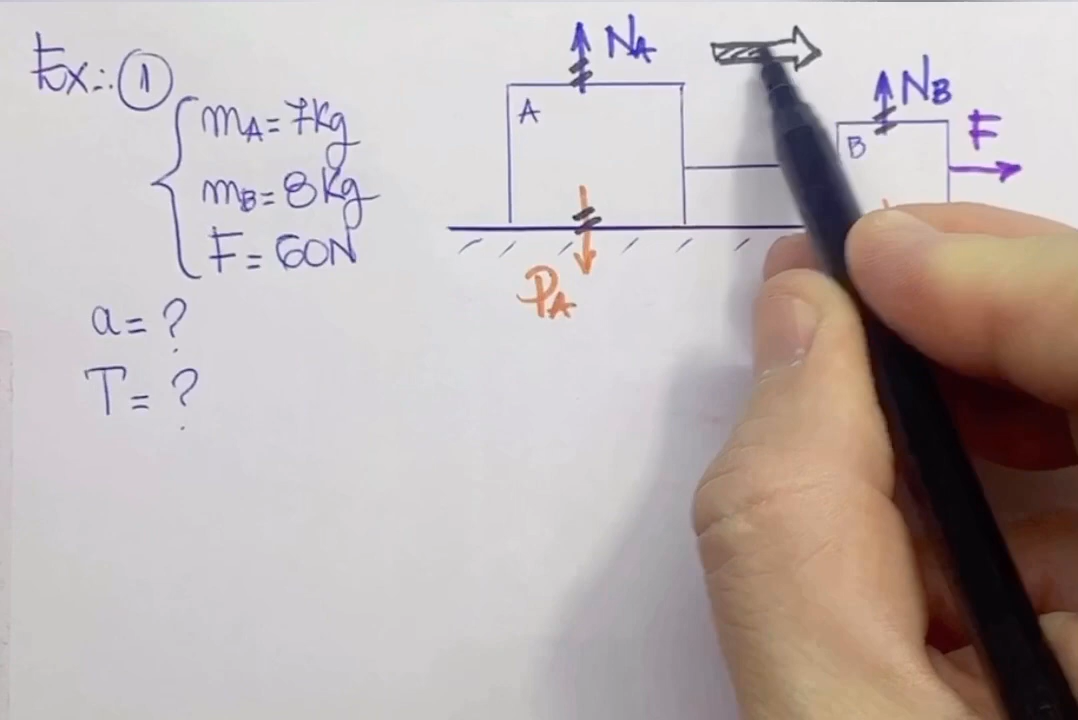 Ex.: 1
mA = 7kg
mB = 8kg
F = 60N
a = ?
T = ?
NA
A
PA
NB
B
F